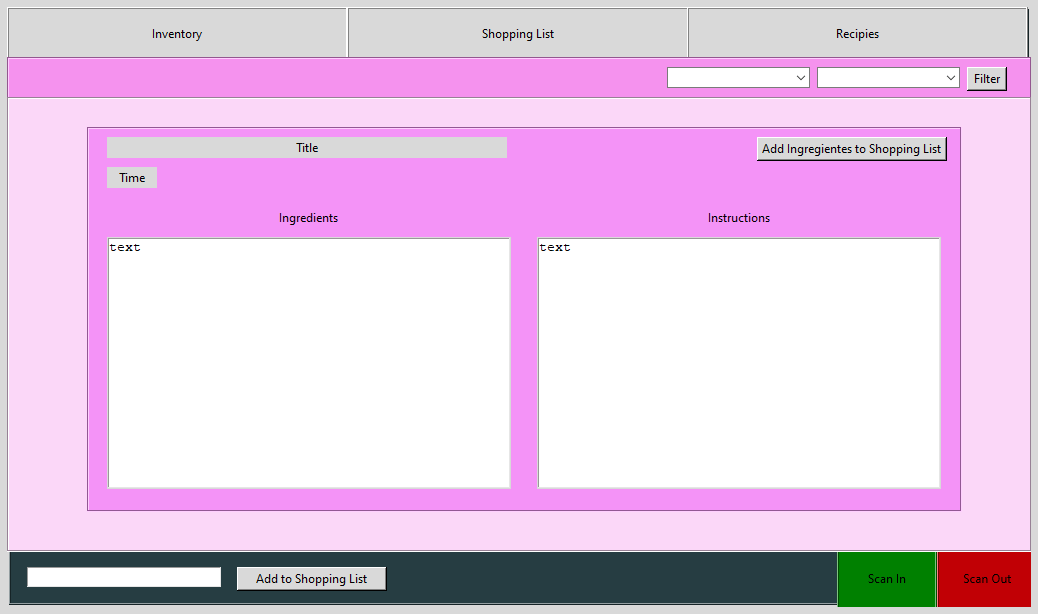 Inventory
Shopping List
Recipies
Filter
Title
Add Ingregientes to Shopping List
Time
Ingredients
Instructions
text
text
Add to Shopping List
Scan In
Scan Out